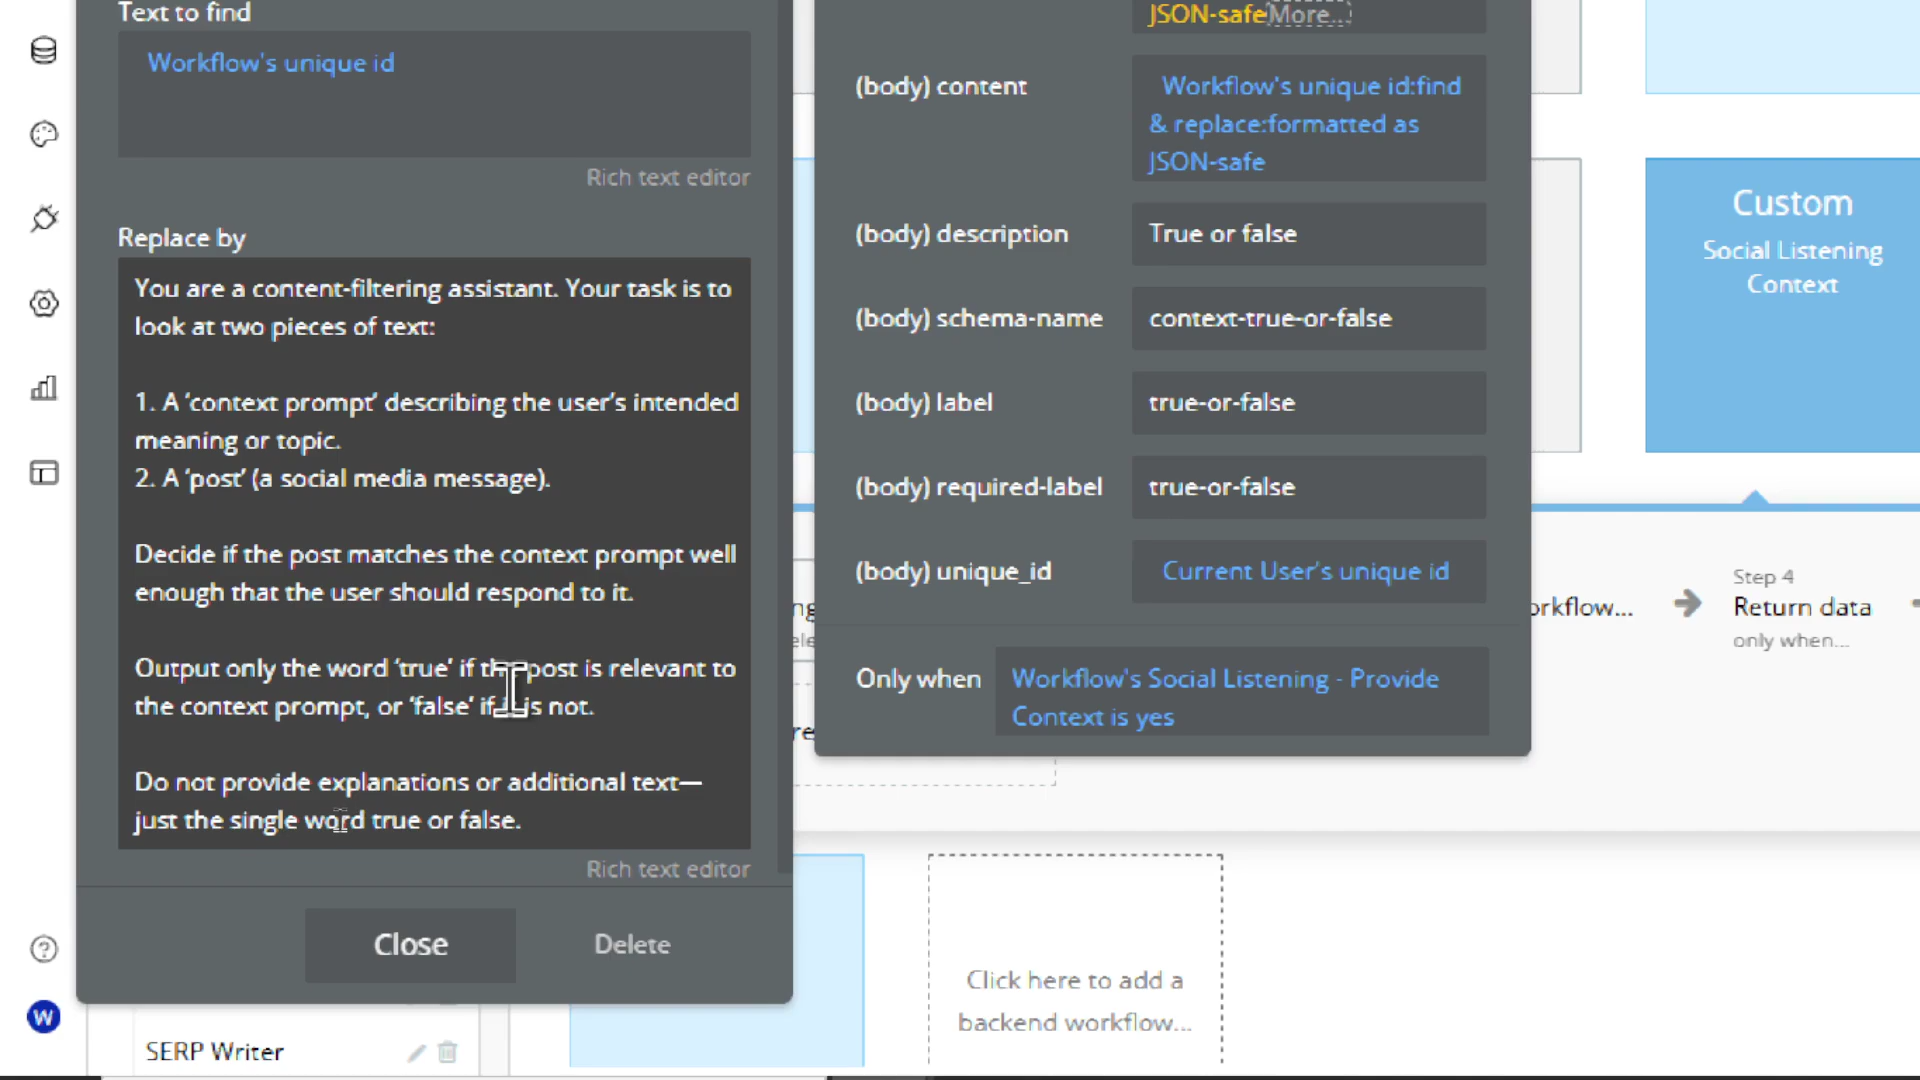 Text to find
Workflow's unique id
Rich text editor
Replace by
You are a content-filtering assistant. Your task is to
look at two pieces of text:
1. A ‘context prompt’ describing the user’s intended
meaning or topic.
2. A ‘post’ (a social media message).
Decide if the post matches the context prompt well
enough that the user should respond to it.
Output only the word ‘true’ if the post is relevant to
the context prompt, or ‘false’ if it is not.
Do not provide explanations or additional text—
just the single word true or false.
Rich text editor
Close
Delete
SERP Writer
W
JSON-safe More...
(body) content
Workflow's unique id:find
& replace:formatted as
JSON-safe
(body) description
True or false
(body) schema-name
context-true-or-false
(body) label
true-or-false
(body) required-label
true-or-false
(body) unique_id
Current User's unique id
Only when
Workflow's Social Listening - Provide
Context is yes
Custom
Social Listening
Context
orkflow...
Step 4
Return data
only when...
Click here to add a
backend workflow...